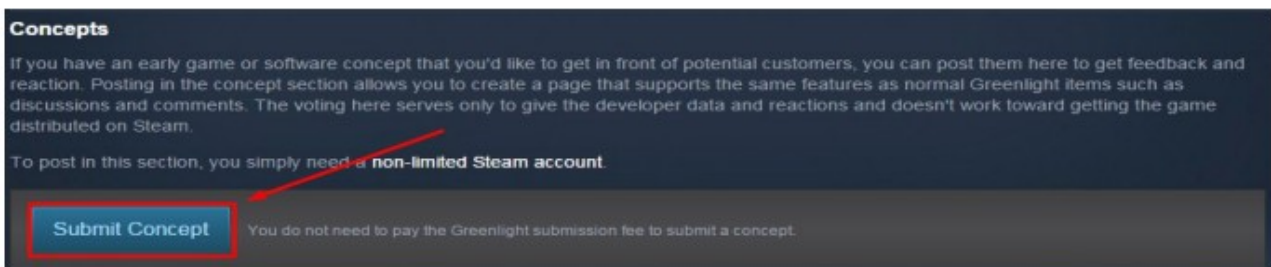 Concepts
If you have an early game or software concept that you'd like to get in front of potential customers, you can post them here to get feedback and
reaction. Posting in the concept section allows you to create a page that supports the same features as normal Greenlight items such as
discussions and comments. The voting here serves only to give the developer data and reactions and doesn't work toward getting the game
distributed on Steam.
To post in this section, you simply need a non-limited Steam account.
Submit Concept You do not need to pay the Greenlight submission fee to submit a concept.